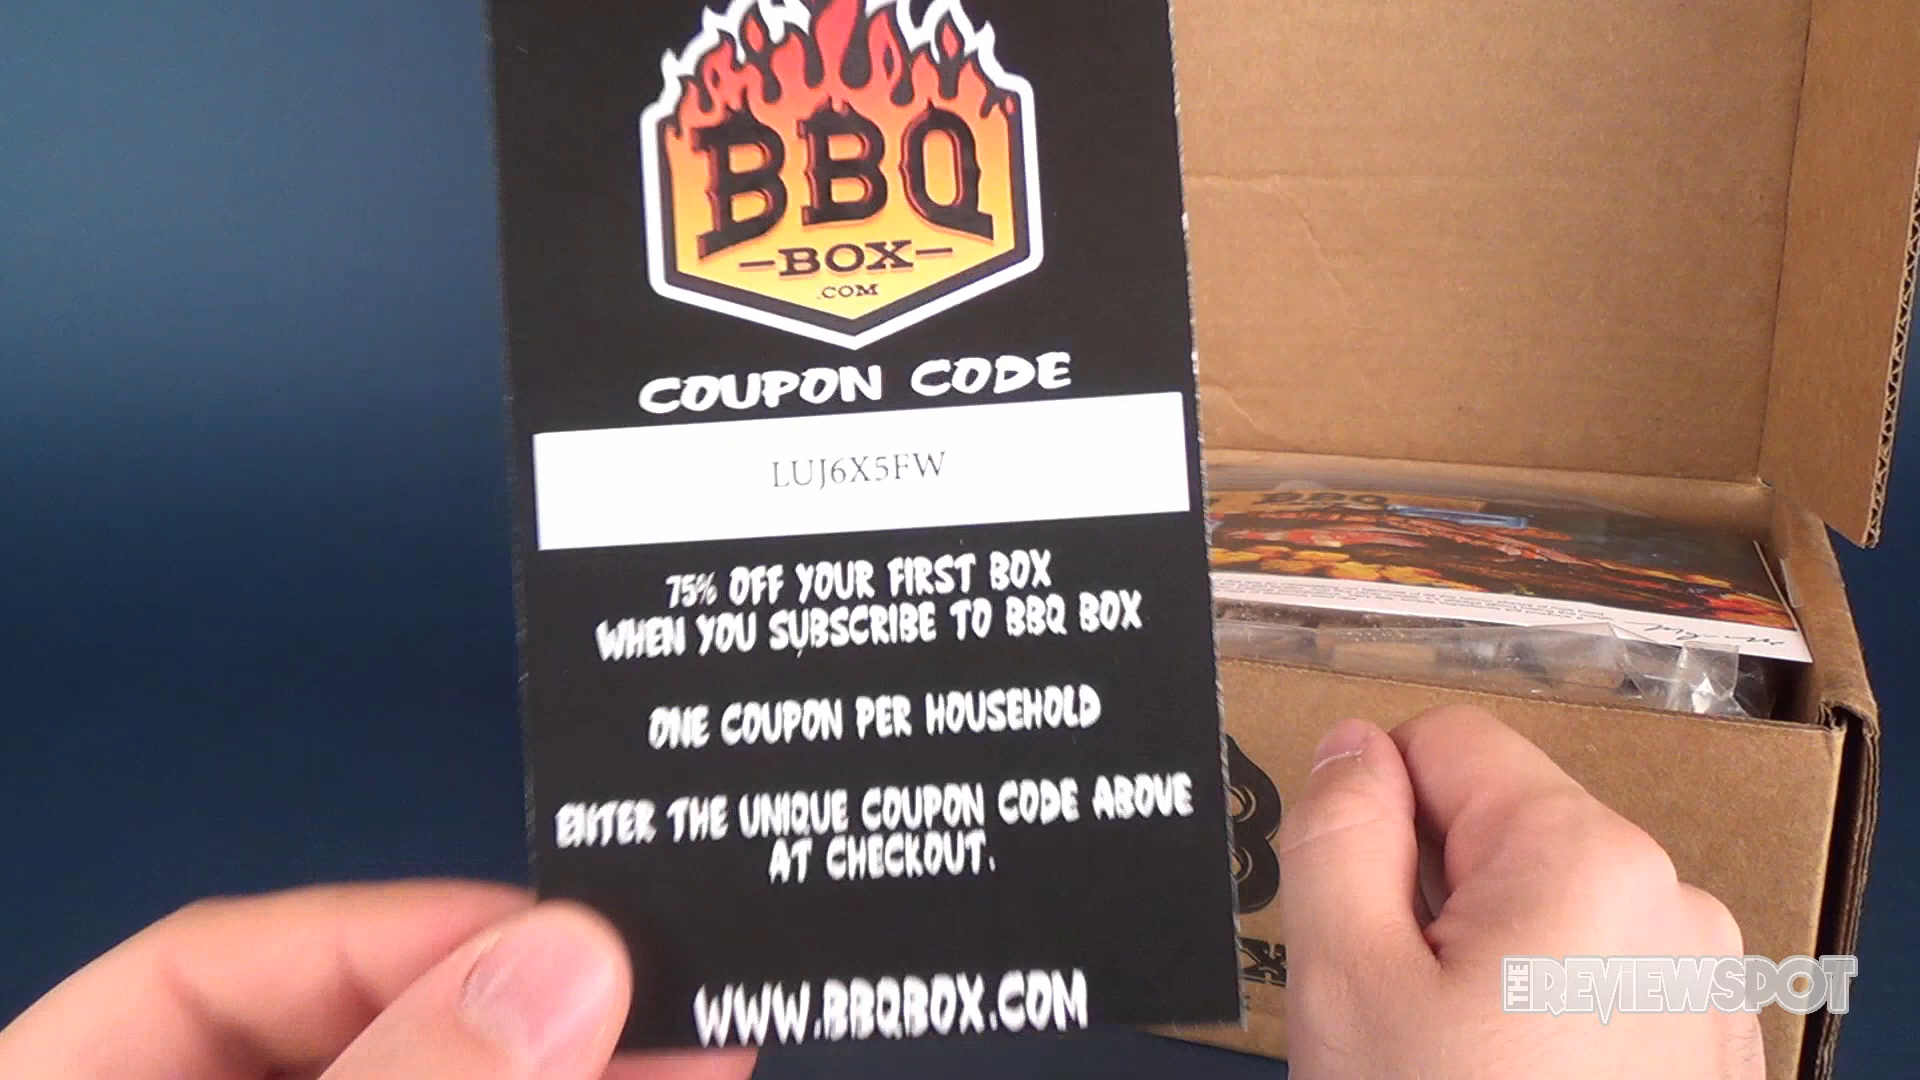 BBQ
BOX
.COM
COUPON CODE
LUJ6X5FW
75% OFF YOUR FIRST BOX
WHEN YOU SUBSCRIBE TO BBQ BOX
ONE COUPON PER HOUSEHOLD
ENTER THE UNIQUE COUPON CODE ABOVE
AT CHECKOUT.
WWW.BBQBOX.COM
BBQ
THE REVIEWSPOT